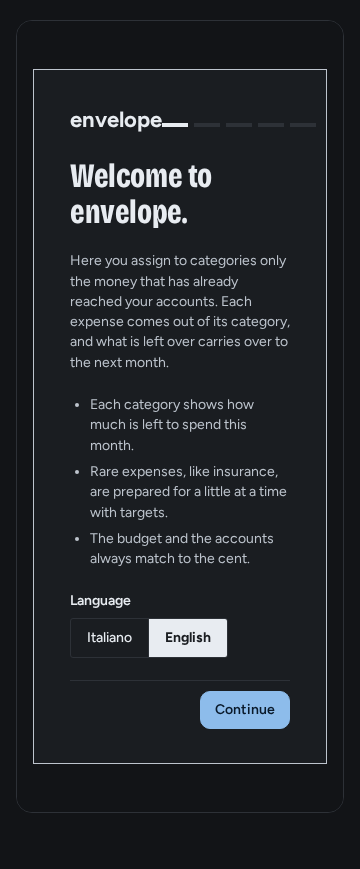 envelope
Welcome to
envelope.
Here you assign to categories only
the money that has already
reached your accounts. Each
expense comes out of its category,
and what is left over carries over to
the next month.
• Each category shows how
much is left to spend this
month.
• Rare expenses, like insurance,
are prepared for a little at a time
with targets.
• The budget and the accounts
always match to the cent.
Language
Italiano English
Continue